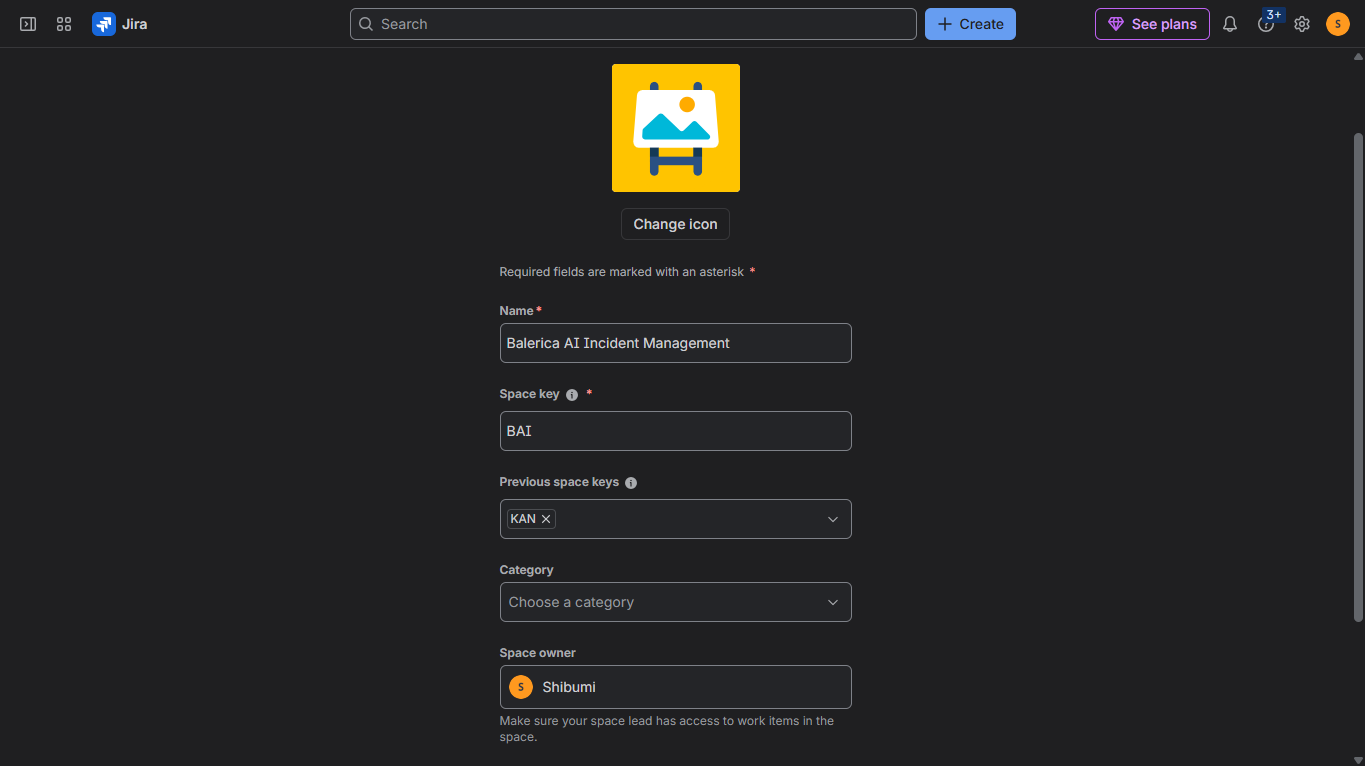 Jira
Search
Create
See plans
3+
S
Change icon
Required fields are marked with an asterisk *
Name *
Balerica AI Incident Management
Space key *
BAI
Previous space keys
KAN
Category
Choose a category
Space owner
S Shibumi
Make sure your space lead has access to work items in the
space.